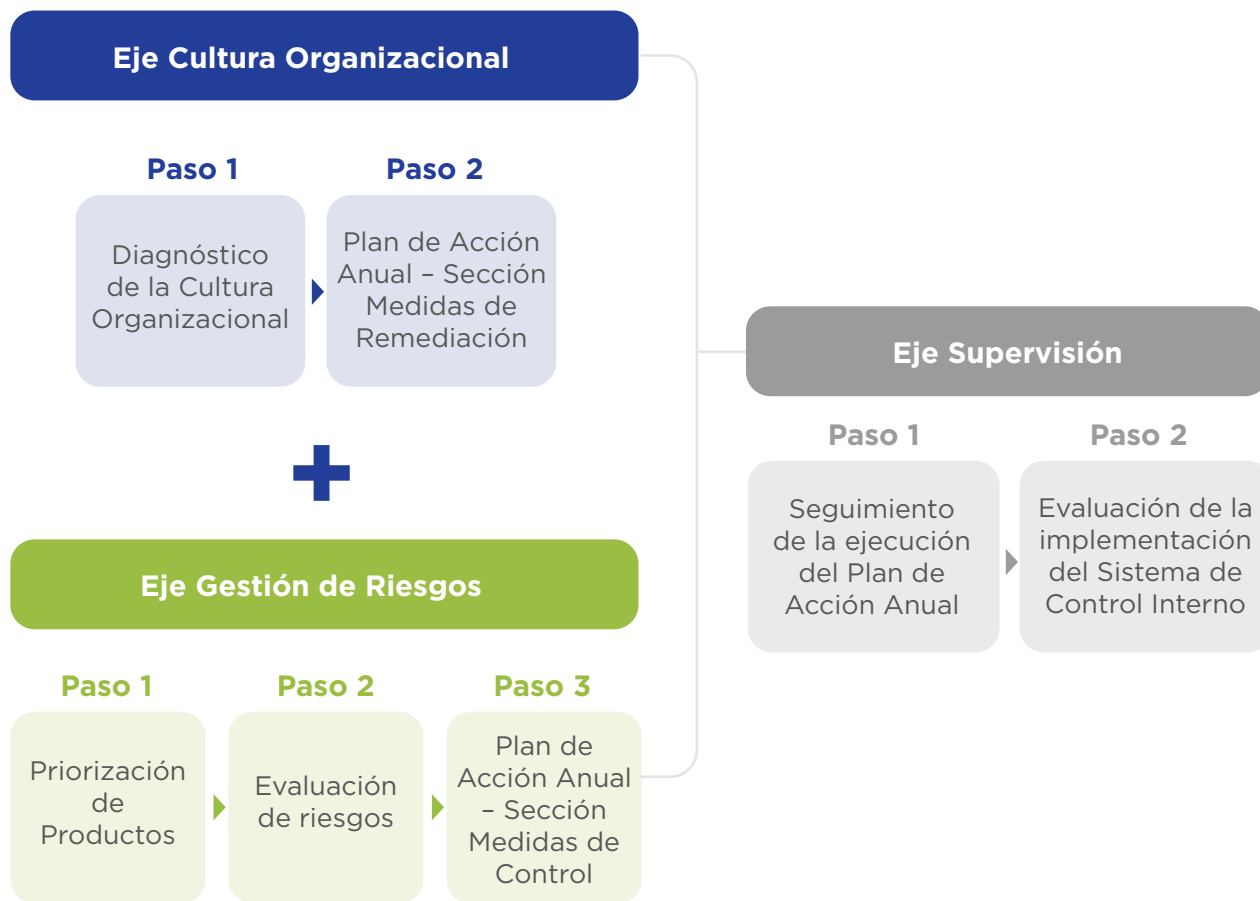 Eje Cultura Organizacional
Paso 1
Diagnóstico
de la Cultura
Organizacional
Paso 2
Plan de Acción
Anual – Sección
Medidas de
Remediación
Eje Gestión de Riesgos
Paso 1
Priorización
de
Productos
Paso 2
Evaluación
de riesgos
Paso 3
Plan de
Acción Anual
– Sección
Medidas de
Control
Eje Supervisión
Paso 1
Seguimiento
de la ejecución
del Plan de
Acción Anual
Paso 2
Evaluación de la
implementación
del Sistema de
Control Interno